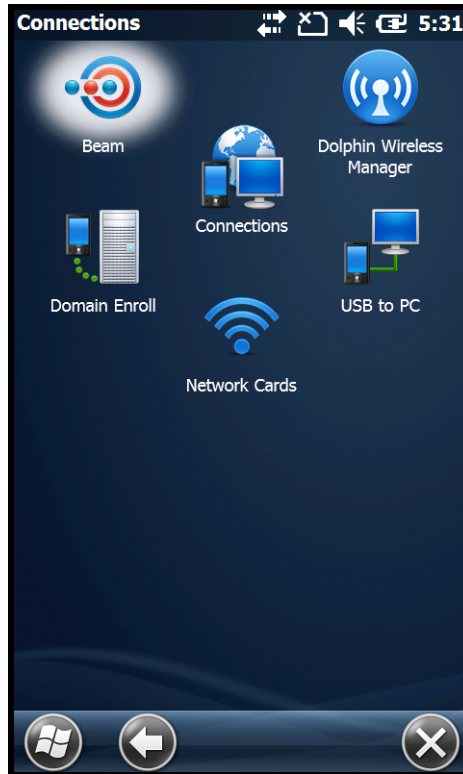 Connections
5:31
Beam
Dolphin Wireless
Manager
Connections
Domain Enroll
USB to PC
Network Cards